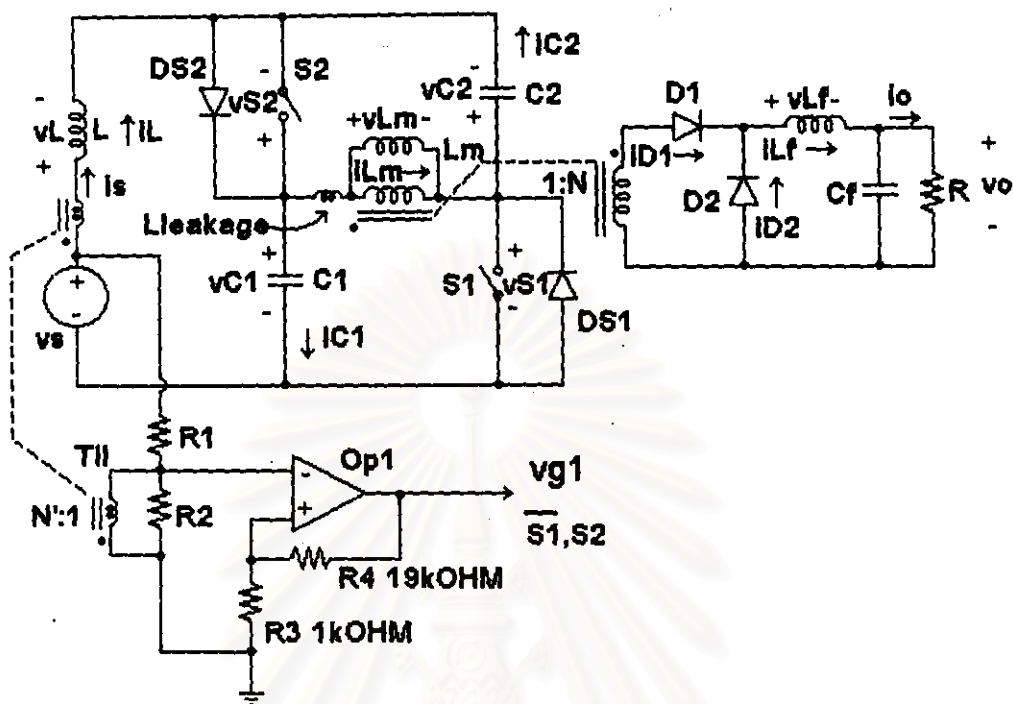 ↑iC2
DS2
S2
vS2
-
+
-
vL
L
↑iL
+
↑is
+vLm-
iLm→
Lm
Lleakage
vC2
-
+
C2
D1
+vLf-
io
→
iD1→
iLf→
1:N
D2
↑
iD2
Cf
R
+
vo
-
+
-
vs
+
vC1
-
C1
↓iC1
S1
+
vS1
-
DS1
R1
TII
N':1
R2
Op1
-
+
vg1
S1,S2
R4 19kOHM
R3 1kOHM